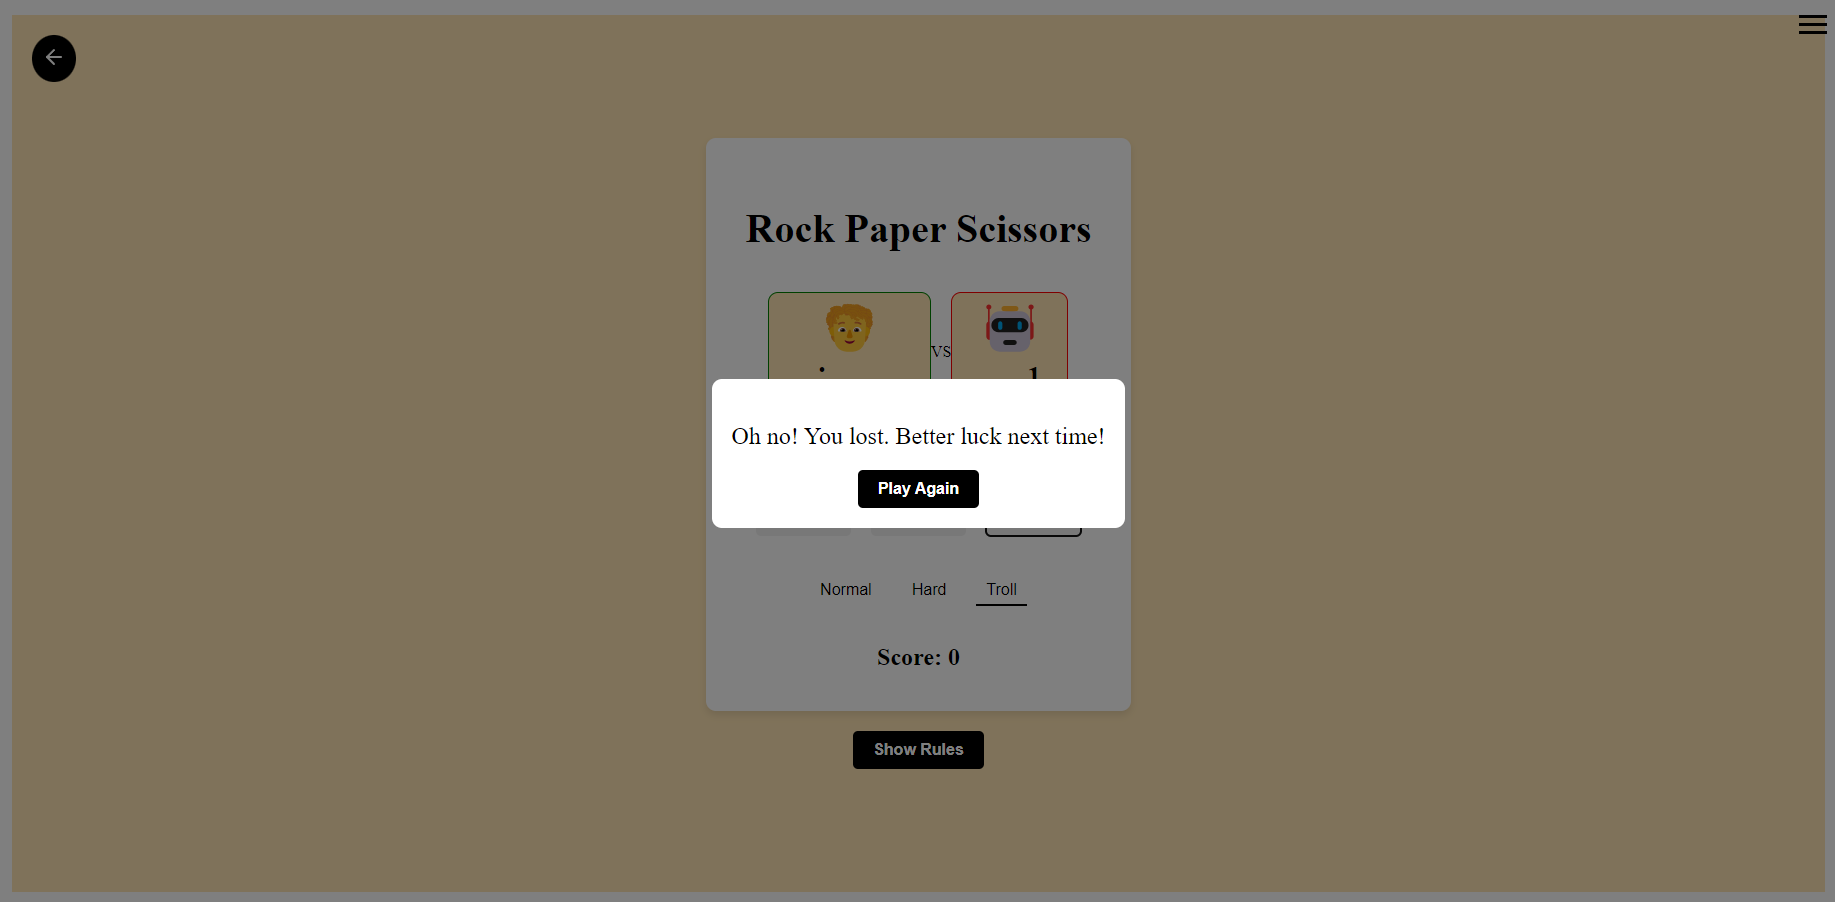 Rock Paper Scissors
VS
Oh no! You lost. Better luck next time!
Play Again
Normal Hard Troll
Score: 0
Show Rules